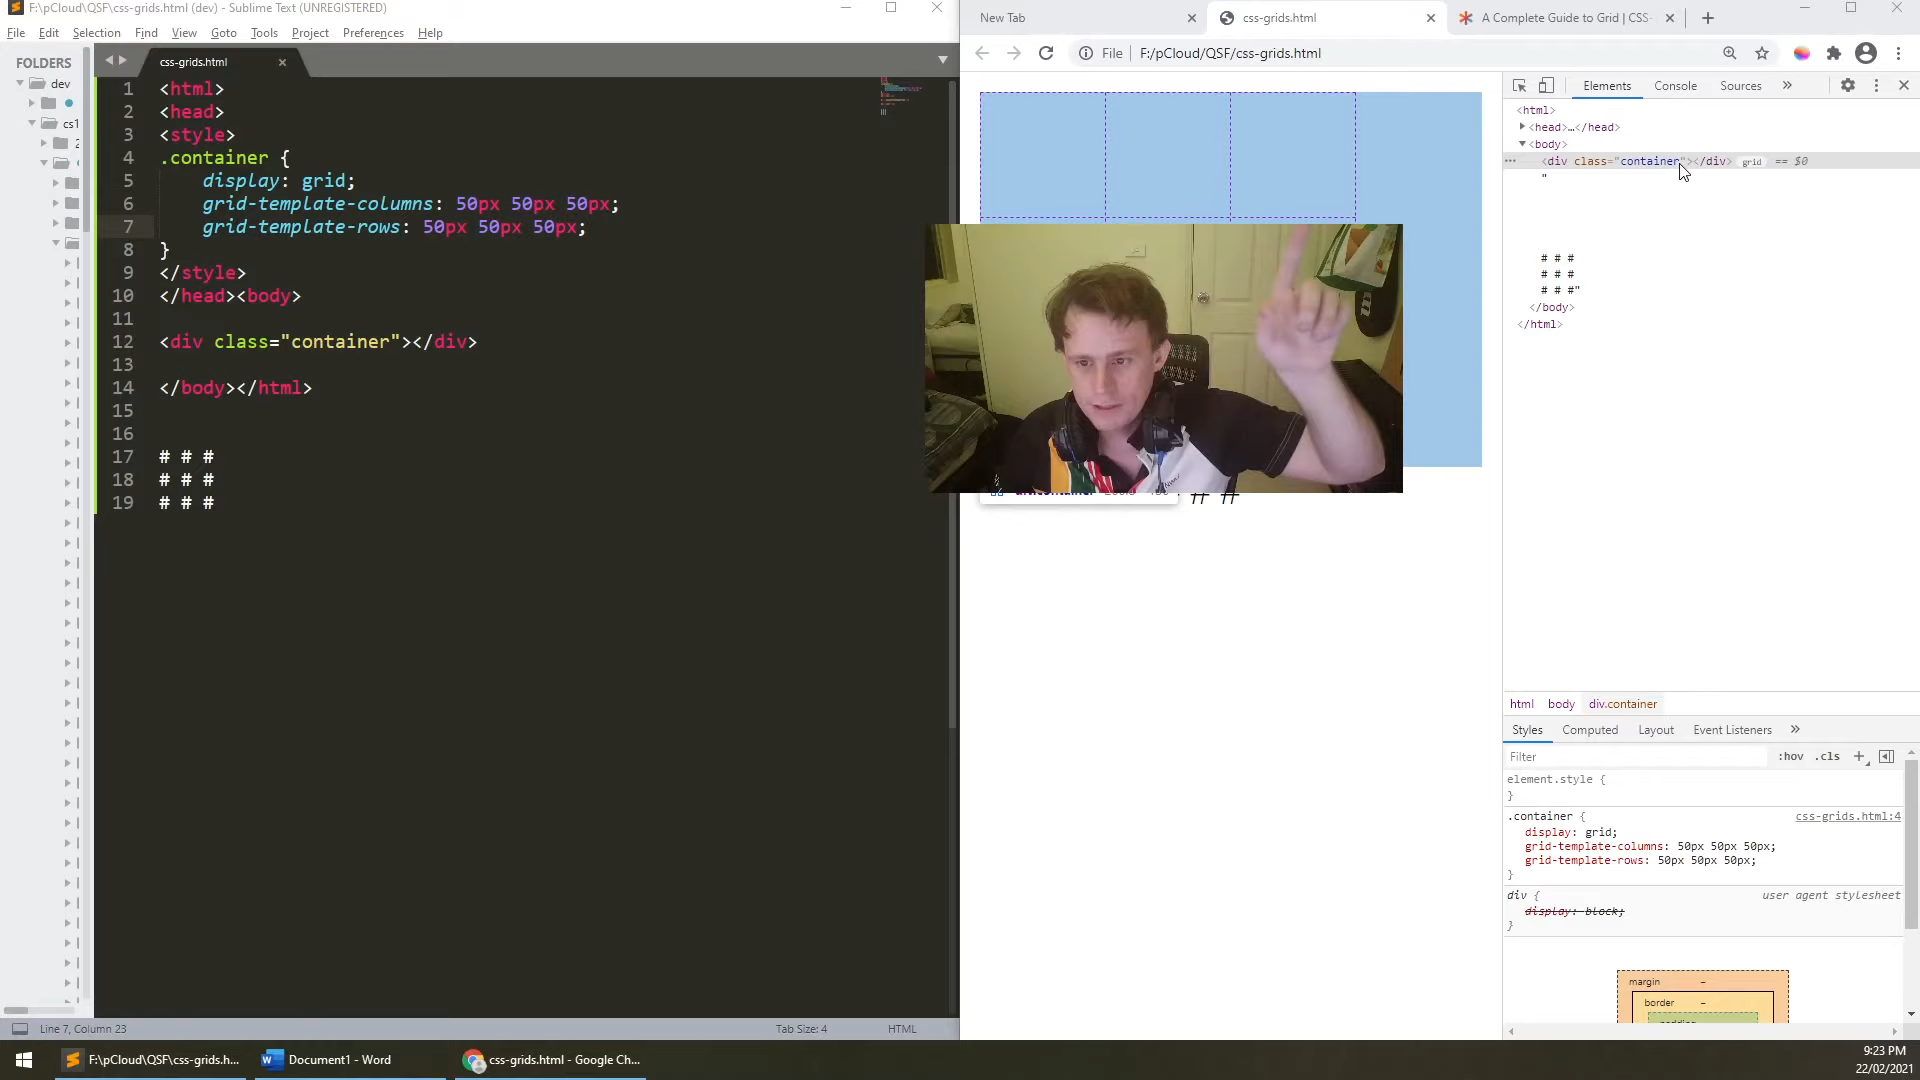 F:\pCloud\QSF\css-grids.html (dev) - Sublime Text (UNREGISTERED)
File Edit Selection Find View Goto Tools Project Preferences Help
FOLDERS
dev
cs1
2
css-grids.html
1 <html>
2 <head>
3 <style>
4 .container {
5 display: grid;
6 grid-template-columns: 50px 50px 50px;
7 grid-template-rows: 50px 50px 50px;
8 }
9 </style>
10 </head><body>
11
12 <div class="container"></div>
13
14 </body></html>
15
16
17 # # #
18 # # #
19 # # #
Line 7, Column 23
Tab Size: 4
HTML
New Tab
css-grids.html
A Complete Guide to Grid | CSS-
File
F:/pCloud/QSF/css-grids.html
# #
Elements Console Sources »
<html>
<head>…</head>
<body>
<div class="container"></div> grid == $0
"
# # #
# # #
# # #"
</body>
</html>
html body div.container
Styles Computed Layout Event Listeners »
Filter
:hov .cls +
element.style {
}
.container {
css-grids.html:4
display: grid;
grid-template-columns: 50px 50px 50px;
grid-template-rows: 50px 50px 50px;
}
div {
user agent stylesheet
display: block;
}
margin -
border -
F:\pCloud\QSF\css-grids.h...
Document1 - Word
css-grids.html - Google Ch...
9:23 PM
22/02/2021